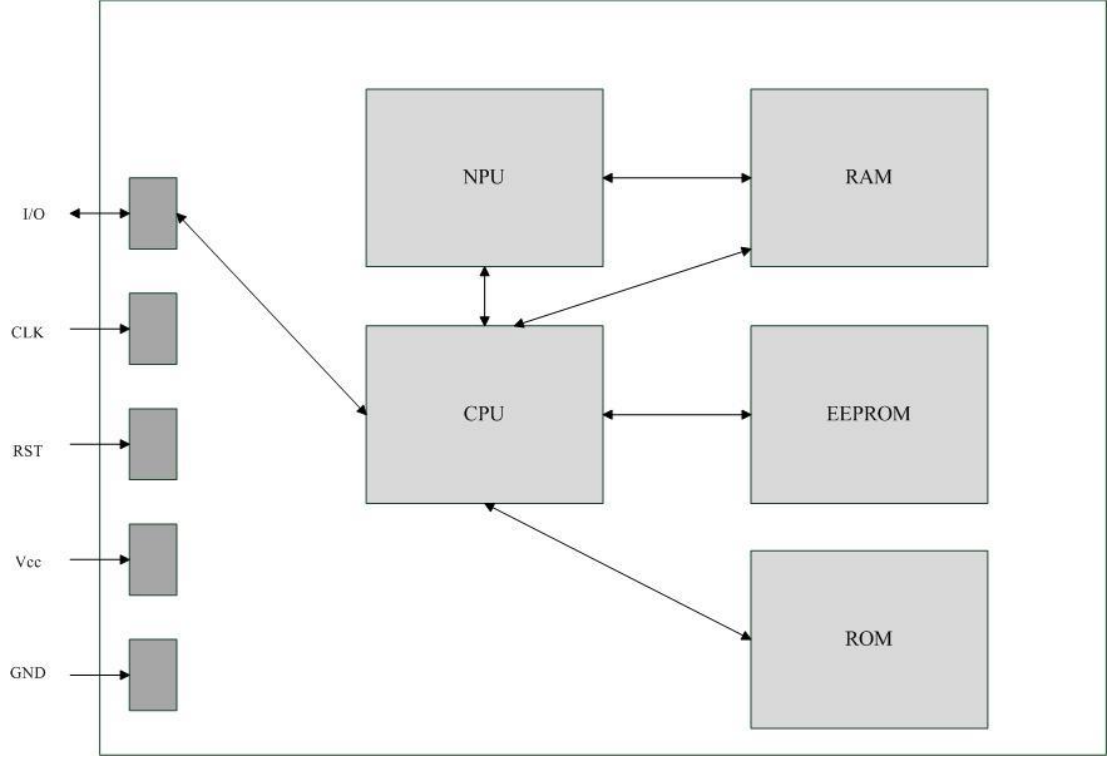 NPU
RAM
I/O
CLK
CPU
EEPROM
RST
Vcc
GND
ROM